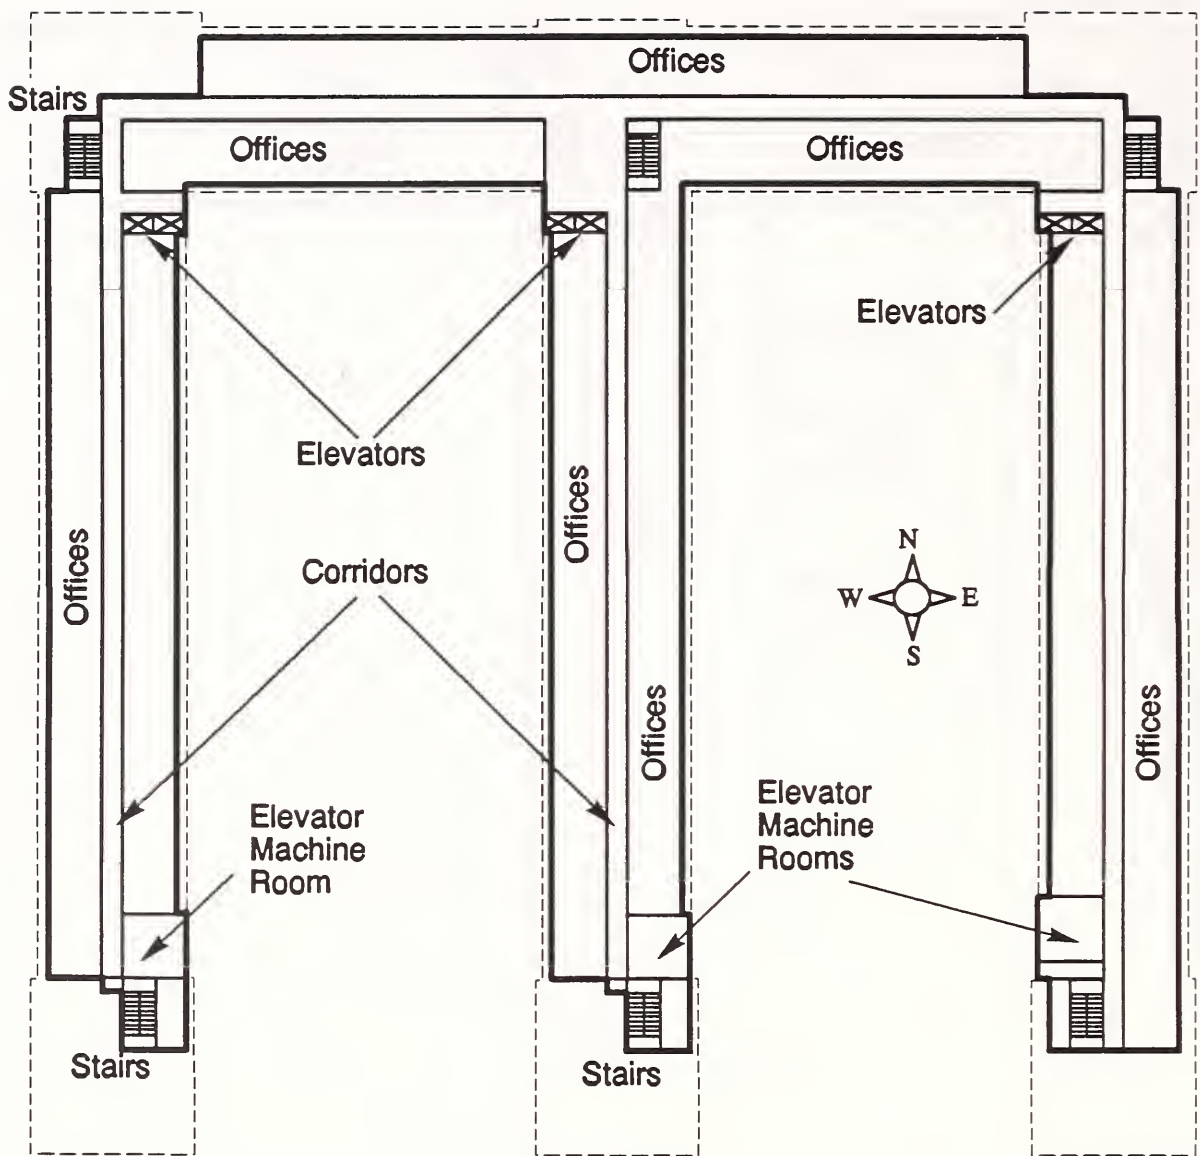 Offices
Stairs
Offices
Offices
Elevators
Elevators
Offices
Offices
Corridors
N
W E
S
Offices
Offices
Elevator
Machine
Room
Elevator
Machine
Rooms
Stairs
Stairs